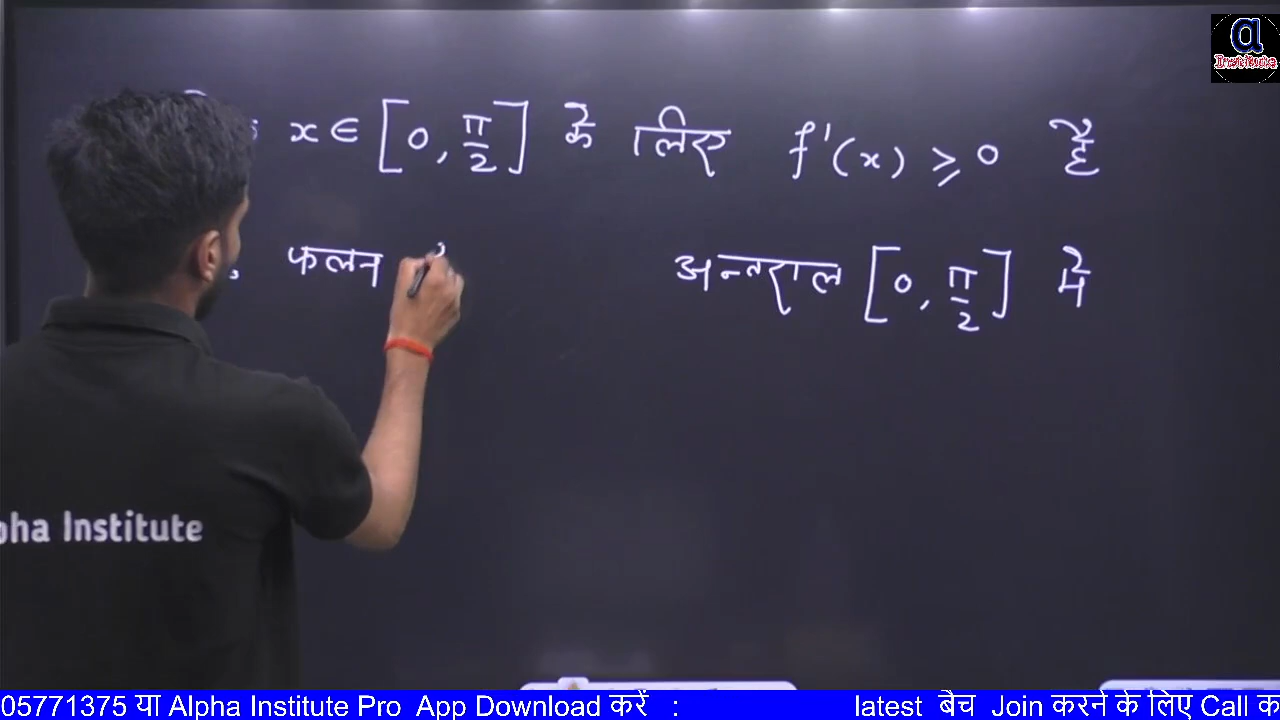 α
Institute
x ∈ [0, π/2] के लिए f'(x) ≥ 0 है
फलन अन्तराल [0, π/2] में
pha Institute
05771375 या Alpha Institute Pro App Download करें : latest बैच Join करने के लिए Call क